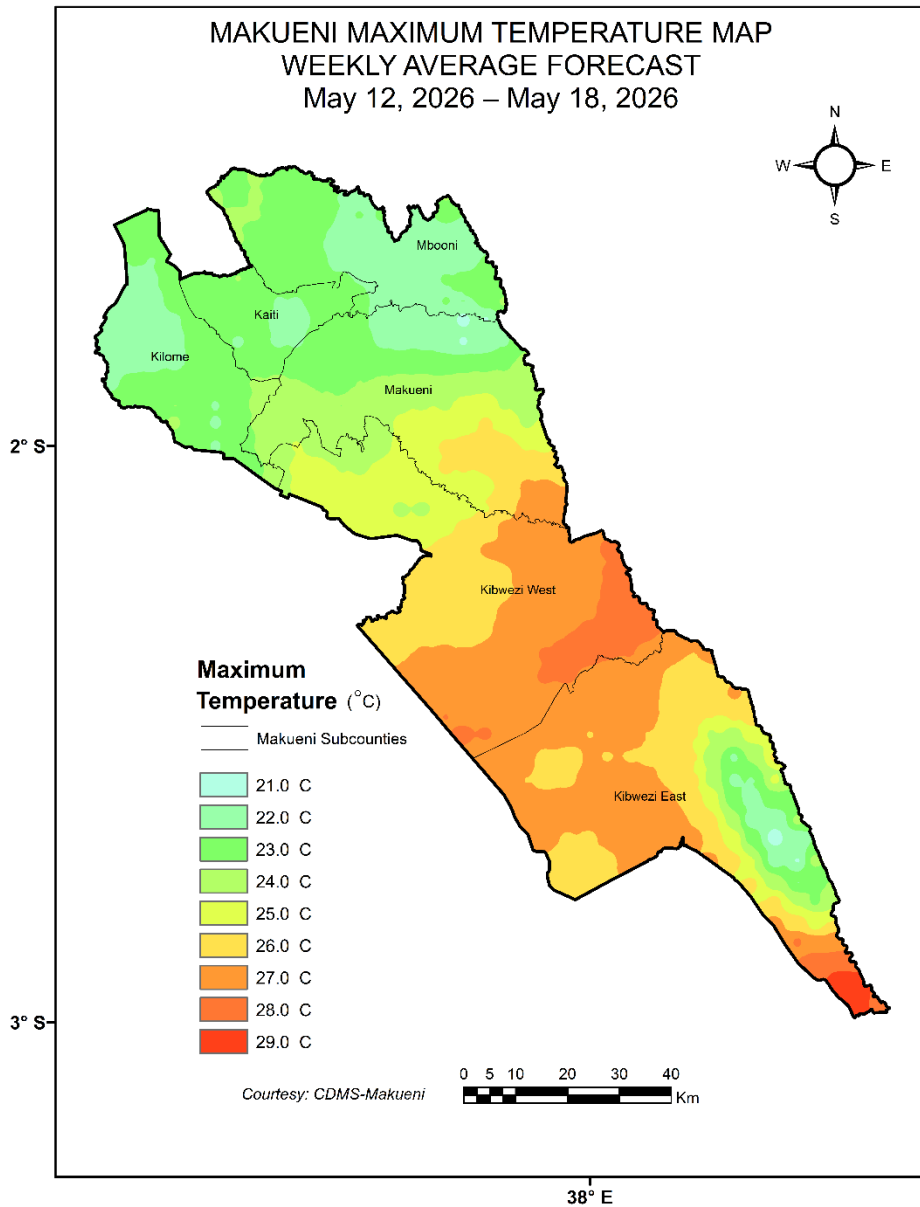 MAKUENI MAXIMUM TEMPERATURE MAP
WEEKLY AVERAGE FORECAST
May 12, 2026 – May 18, 2026
N
W E
S
Mbooni
Kaiti
Kilome
Makueni
2° S
Kibwezi West
Kibwezi East
Maximum
Temperature (°C)
Makueni Subcounties
21.0 C
22.0 C
23.0 C
24.0 C
25.0 C
26.0 C
27.0 C
28.0 C
29.0 C
3° S
Courtesy: CDMS-Makueni
0 5 10 20 30 40
Km
38° E